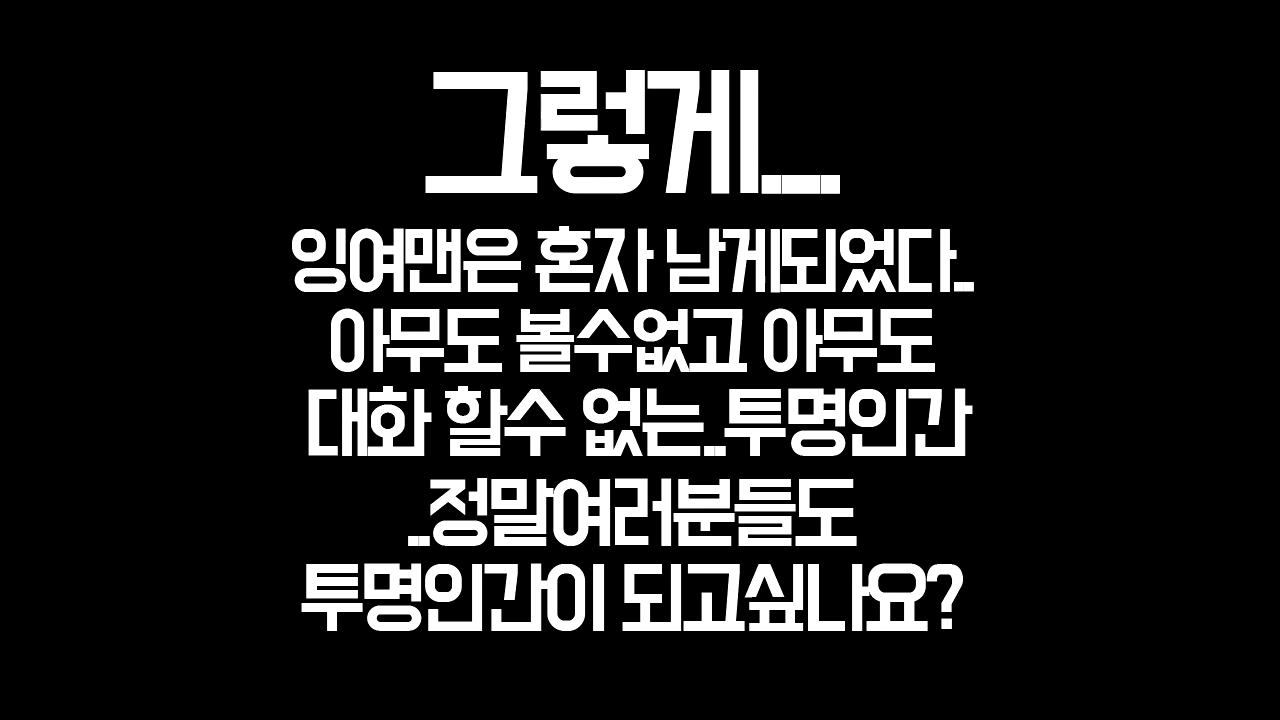 그렇게....
잉여맨은 혼자 남게되었다..
아무도 볼수없고 아무도
대화 할수 없는..투명인간
..정말여러분들도
투명인간이 되고싶나요?